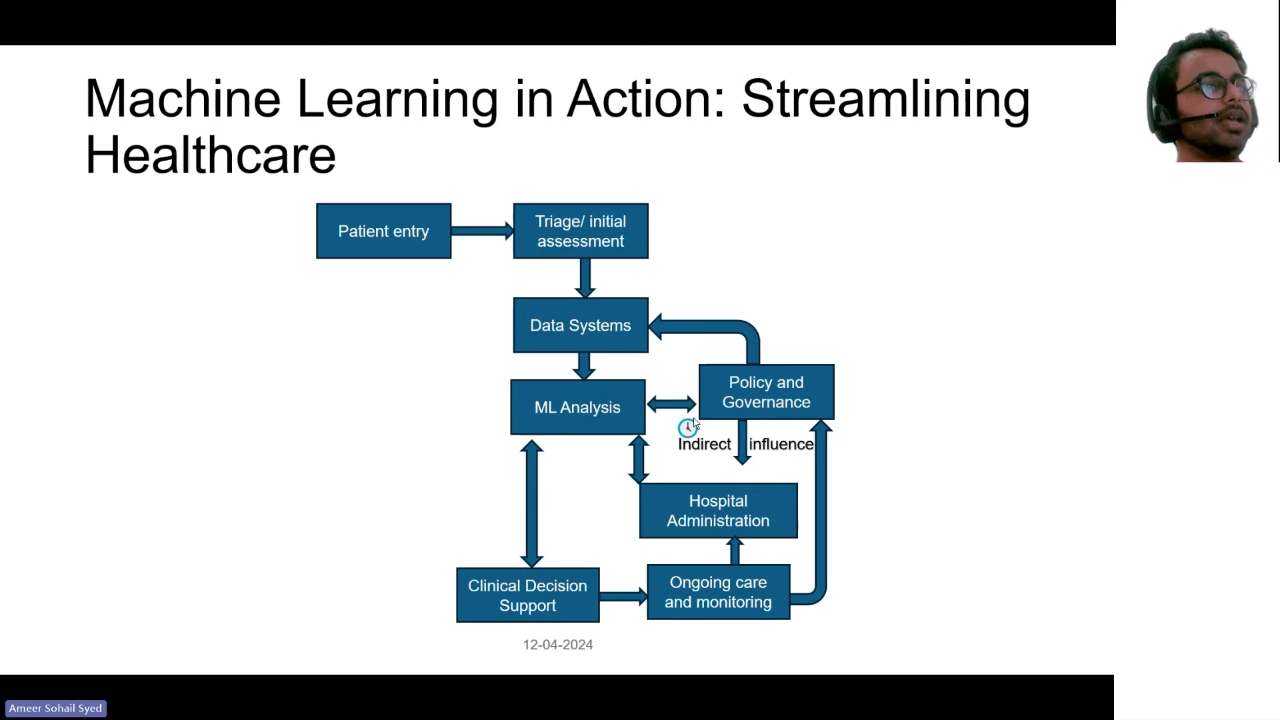 Machine Learning in Action: Streamlining
Healthcare
Patient entry
Triage/ initial
assessment
Data Systems
Policy and
Governance
ML Analysis
Indirect influence
Hospital
Administration
Clinical Decision
Support
Ongoing care
and monitoring
12-04-2024
Ameer Sohail Syed